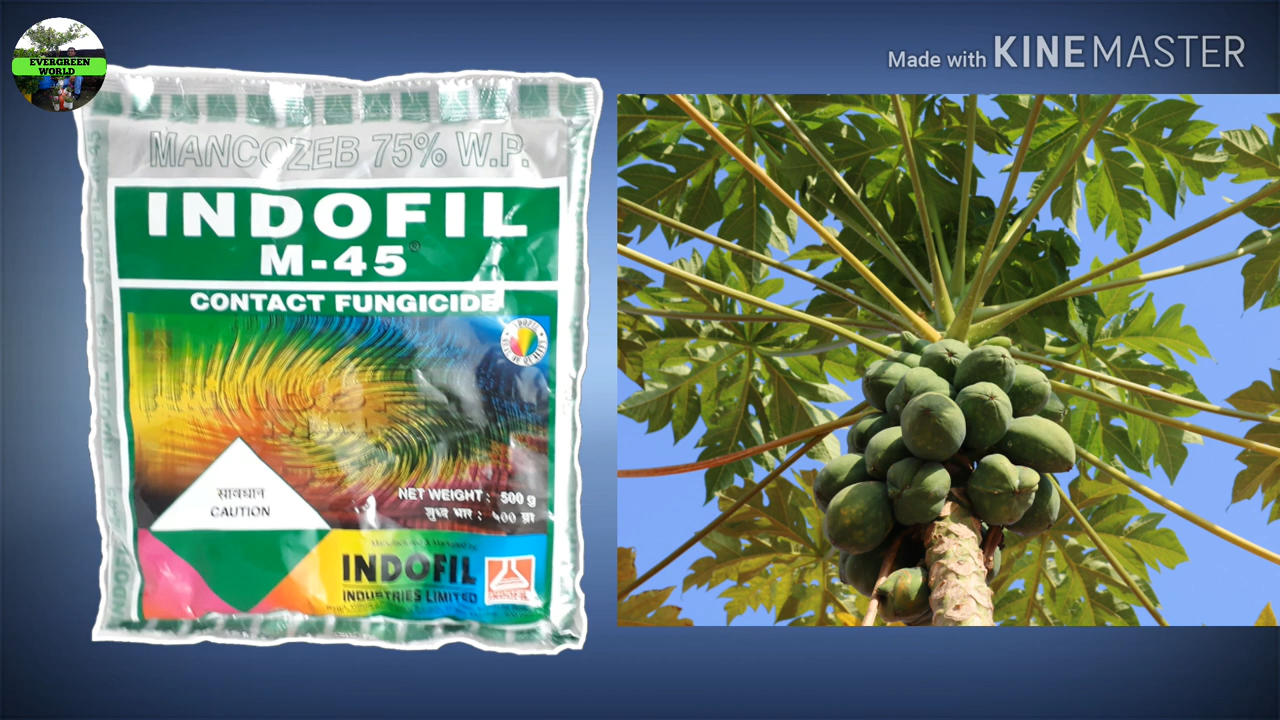 EVERGREEN
WORLD
Made with KINEMASTER
MANCOZEB 75% W.P.
INDOFIL
M-45®
CONTACT FUNGICIDE
सावधान
CAUTION
NET WEIGHT : 500 g
शुध्द भार : ५०० ग्रा
INDOFIL
INDUSTRIES LIMITED